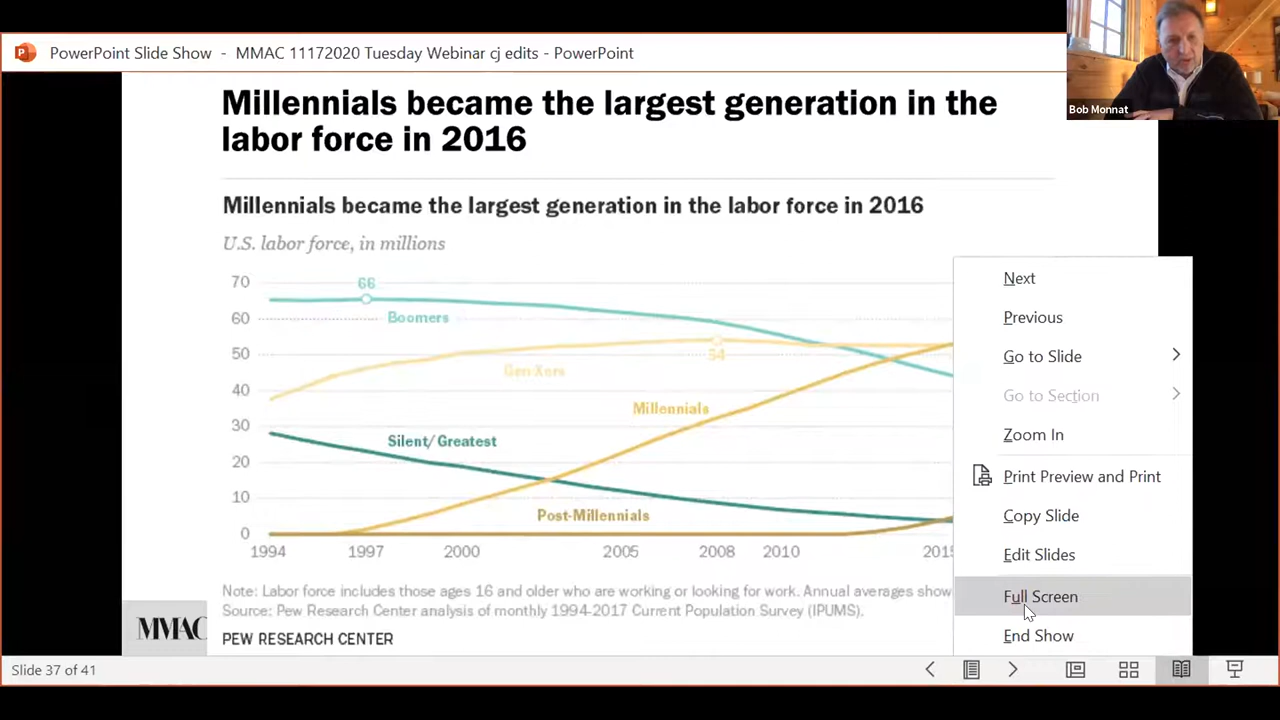 PowerPoint Slide Show - MMAC 11172020 Tuesday Webinar cj edits - PowerPoint
Bob Monnat
Millennials became the largest generation in the
labor force in 2016
Millennials became the largest generation in the labor force in 2016
U.S. labor force, in millions
70
60
50
40
30
20
10
0
66
Boomers
54
Gen Xers
Millennials
Silent/Greatest
Post-Millennials
1994
1997
2000
2005
2008
2010
2015
Note: Labor force includes those ages 16 and older who are working or looking for work. Annual averages show
Source: Pew Research Center analysis of monthly 1994-2017 Current Population Survey (IPUMS).
PEW RESEARCH CENTER
MMAC
Next
Previous
Go to Slide
Go to Section
Zoom In
Print Preview and Print
Copy Slide
Edit Slides
Full Screen
End Show
Slide 37 of 41